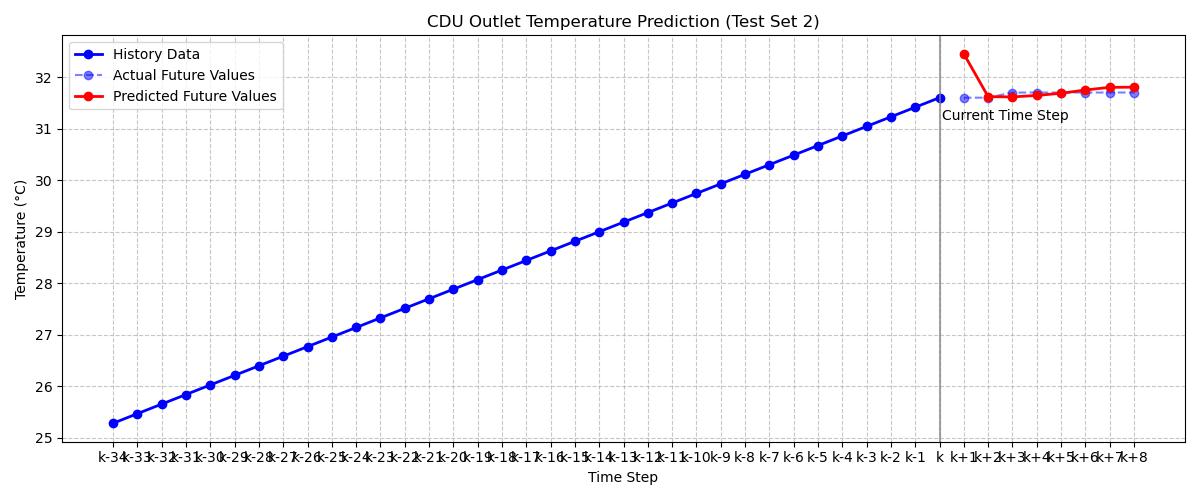 CDU Outlet Temperature Prediction (Test Set 2)
History Data
Actual Future Values
Predicted Future Values
Temperature (°C)
32
31
30
29
28
27
26
25
Current Time Step
k-34 k-33 k-32 k-31 k-30 k-29 k-28 k-27 k-26 k-25 k-24 k-23 k-22 k-21 k-20 k-19 k-18 k-17 k-16 k-15 k-14 k-13 k-12 k-11 k-10 k-9 k-8 k-7 k-6 k-5 k-4 k-3 k-2 k-1 k k+1 k+2 k+3 k+4 k+5 k+6 k+7 k+8
Time Step